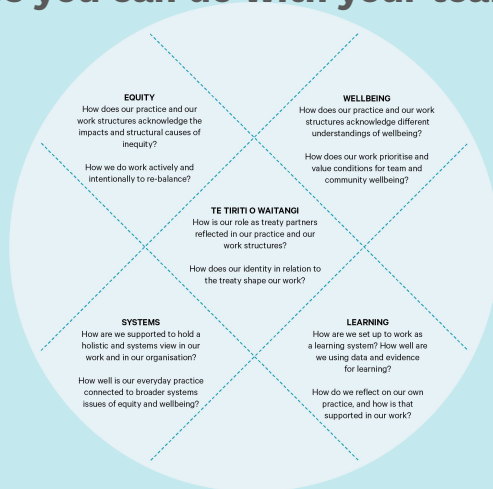 you can do with your
EQUITY
How does our practice and our
work structures acknowledge the
impacts and structural causes of
inequity?
How we do work actively and
intentionally to re-balance?
WELLBEING
How does our practice and our work
structures acknowledge different
understandings of wellbeing?
How does our work prioritise and
value conditions for team and
community wellbeing?
TE TIRITI O WAITANGI
How is our role as treaty partners
reflected in our practice and our
work structures?
How does our identity in relation to
the treaty shape our work?
SYSTEMS
How are we supported to hold a
holistic and systems view in our
work and in our organisation?
How well is our everyday practice
connected to broader systems
issues of equity and wellbeing?
LEARNING
How are we set up to work as
a learning system? How well are
we using data and evidence
for learning?
How do we reflect on our own
practice, and how is that
supported in our work?